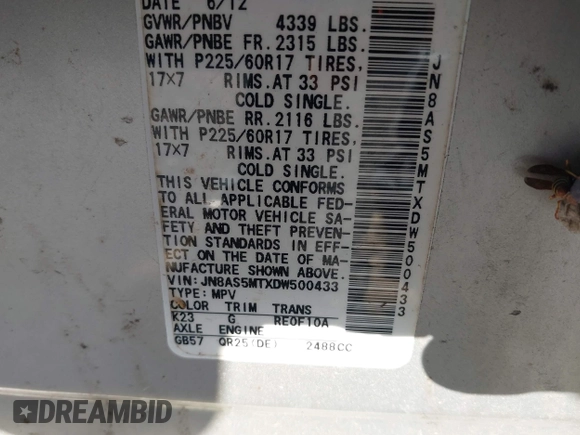 DATE 6/12
GVWR/PNBV 4339 LBS.
GAWR/PNBE FR. 2315 LBS.
WITH P225/60R17 TIRES,
17×7 RIMS. AT 33 PSI
COLD SINGLE.
GAWR/PNBE RR. 2116 LBS.
WITH P225/60R17 TIRES,
17×7 RIMS. AT 33 PSI
COLD SINGLE.
THIS VEHICLE CONFORMS
TO ALL APPLICABLE FED-
ERAL MOTOR VEHICLE SA-
FETY AND THEFT PREVEN-
TION STANDARDS IN EFF-
ECT ON THE DATE OF MA-
NUFACTURE SHOWN ABOVE.
VIN: JN8AS5MTXDW500433
TYPE: MPV
COLOR TRIM TRANS
K23 G RE0F10A
AXLE ENGINE
GB57 QR25(DE) 2488CC
JN8AS5MTXDW500433
DREAMBID